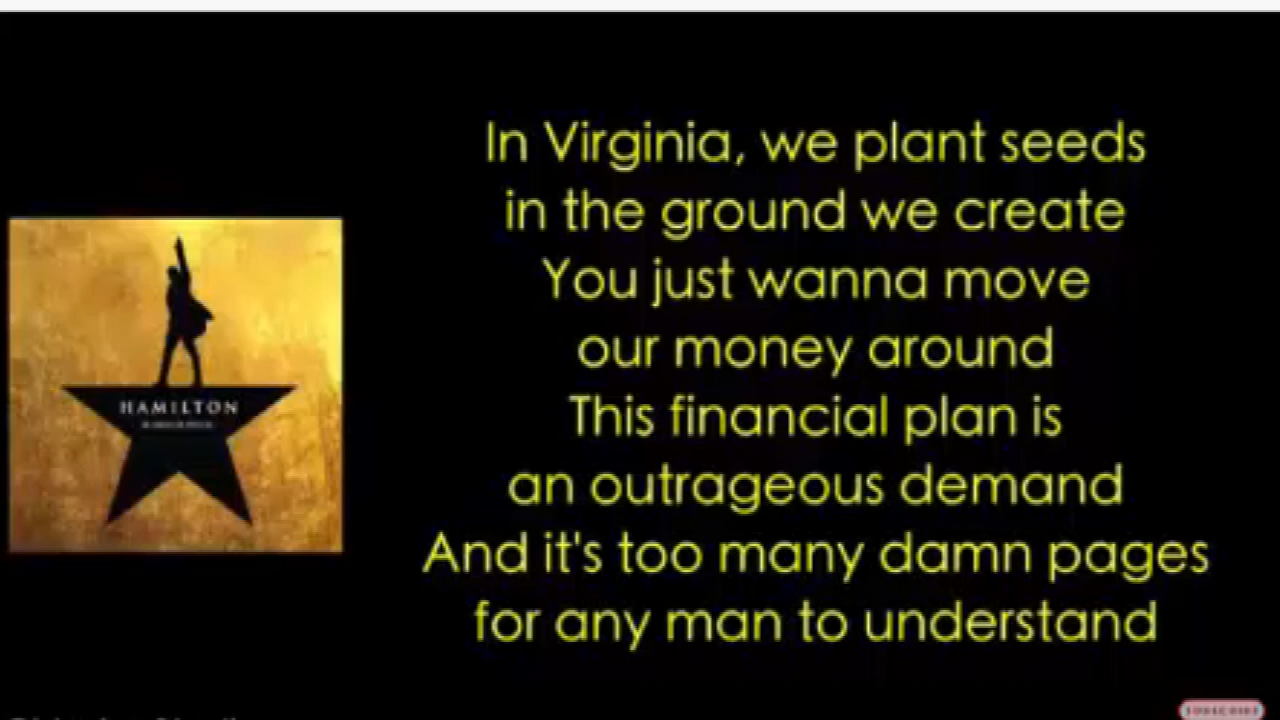 In Virginia, we plant seeds
in the ground we create
You just wanna move
our money around
This financial plan is
an outrageous demand
And it's too many damn pages
for any man to understand
HAMILTON
SUBSCRIBE